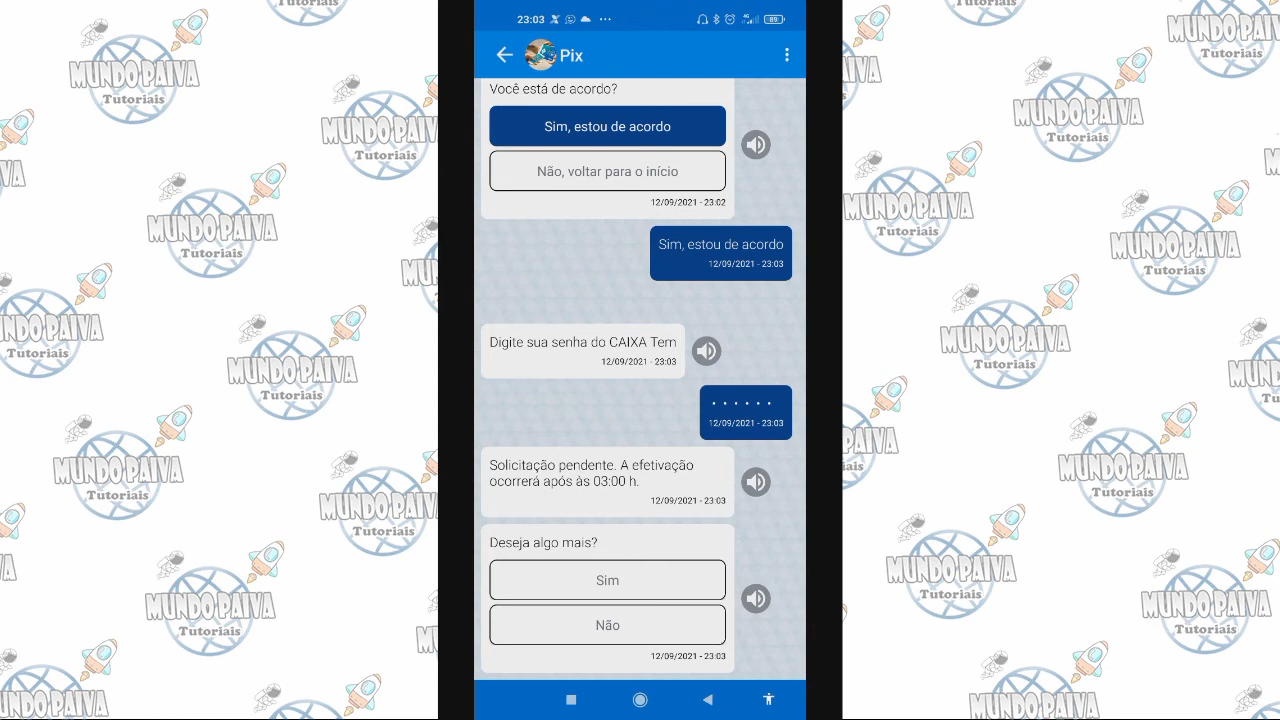 23:03
89
Pix
Você está de acordo?
Sim, estou de acordo
Não, voltar para o início
12/09/2021 - 23:02
Sim, estou de acordo
12/09/2021 - 23:03
Digite sua senha do CAIXA Tem
12/09/2021 - 23:03
12/09/2021 - 23:03
Solicitação pendente. A efetivação
ocorrerá após às 03:00 h.
12/09/2021 - 23:03
Deseja algo mais?
Sim
Não
12/09/2021 - 23:03
MUNDO PAIVA
Tutoriais